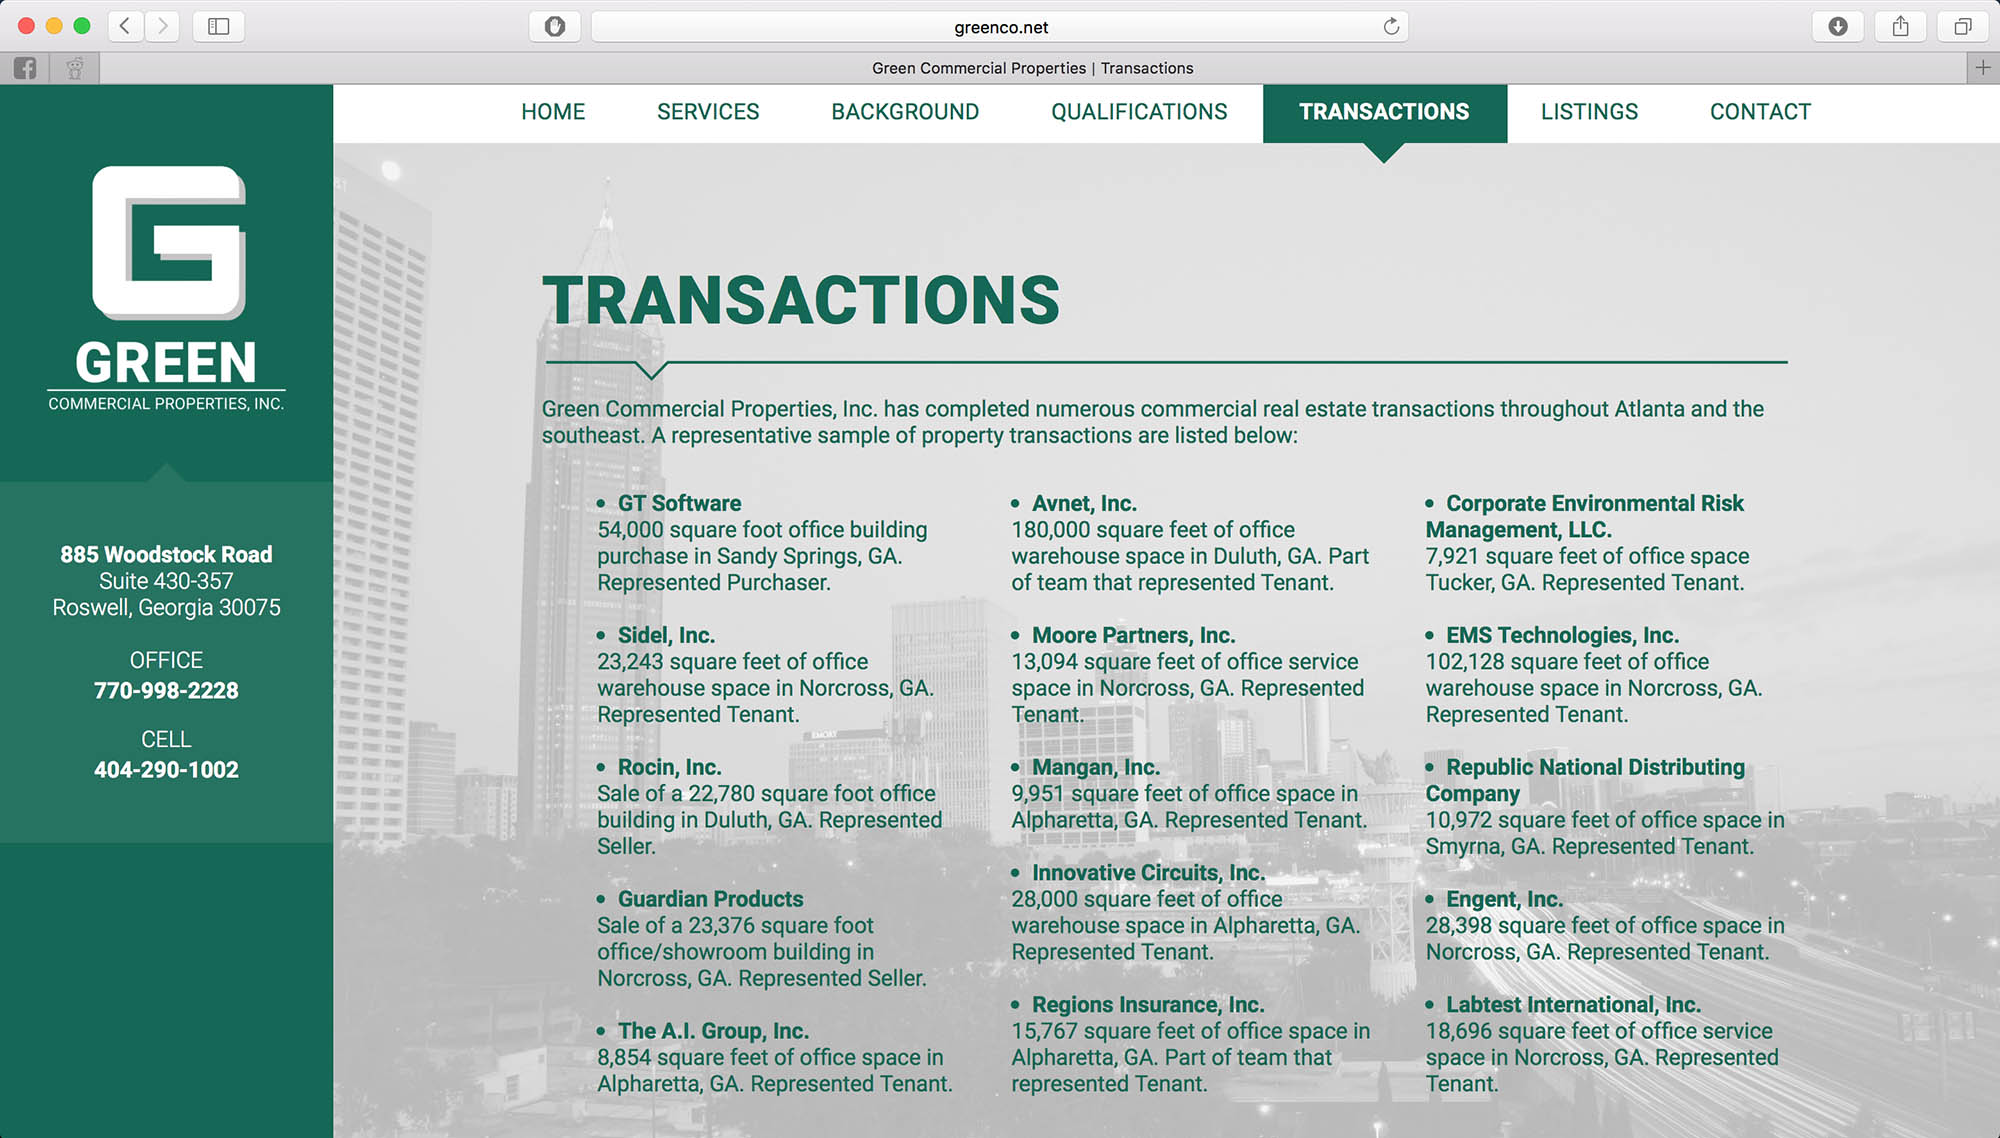 greenco.net
Green Commercial Properties | Transactions
HOME SERVICES BACKGROUND QUALIFICATIONS TRANSACTIONS LISTINGS CONTACT
G
GREEN
COMMERCIAL PROPERTIES, INC.
885 Woodstock Road
Suite 430-357
Roswell, Georgia 30075
OFFICE
770-998-2228
CELL
404-290-1002
TRANSACTIONS
Green Commercial Properties, Inc. has completed numerous commercial real estate transactions throughout Atlanta and the
southeast. A representative sample of property transactions are listed below:
• GT Software
54,000 square foot office building
purchase in Sandy Springs, GA.
Represented Purchaser.
• Sidel, Inc.
23,243 square feet of office
warehouse space in Norcross, GA.
Represented Tenant.
• Rocin, Inc.
Sale of a 22,780 square foot office
building in Duluth, GA. Represented
Seller.
• Guardian Products
Sale of a 23,376 square foot
office/showroom building in
Norcross, GA. Represented Seller.
• The A.I. Group, Inc.
8,854 square feet of office space in
Alpharetta, GA. Represented Tenant.
• Avnet, Inc.
180,000 square feet of office
warehouse space in Duluth, GA. Part
of team that represented Tenant.
• Moore Partners, Inc.
13,094 square feet of office service
space in Norcross, GA. Represented
Tenant.
• Mangan, Inc.
9,951 square feet of office space in
Alpharetta, GA. Represented Tenant.
• Innovative Circuits, Inc.
28,000 square feet of office
warehouse space in Alpharetta, GA.
Represented Tenant.
• Regions Insurance, Inc.
15,767 square feet of office space in
Alpharetta, GA. Part of team that
represented Tenant.
• Corporate Environmental Risk
Management, LLC.
7,921 square feet of office space
Tucker, GA. Represented Tenant.
• EMS Technologies, Inc.
102,128 square feet of office
warehouse space in Norcross, GA.
Represented Tenant.
• Republic National Distributing
Company
10,972 square feet of office space in
Smyrna, GA. Represented Tenant.
• Engent, Inc.
28,398 square feet of office space in
Norcross, GA. Represented Tenant.
• Labtest International, Inc.
18,696 square feet of office service
space in Norcross, GA. Represented
Tenant.
EMORY